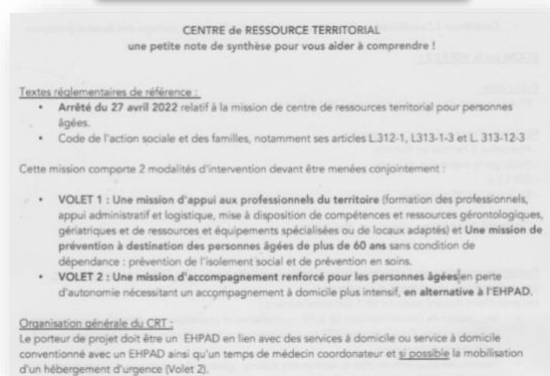 CENTRE de RESSOURCE TERRITORIAL
une petite note de synthèse pour vous aider à comprendre !
Textes réglementaires de référence :
• Arrêté du 27 avril 2022 relatif à la mission de centre de ressources territorial pour personnes
âgées.
• Code de l'action sociale et des familles, notamment ses articles L.312-1, L313-1-3 et L. 313-12-3
Cette mission comporte 2 modalités d'intervention devant être menées conjointement :
• VOLET 1 : Une mission d'appui aux professionnels du territoire (formation des professionnels,
appui administratif et logistique, mise à disposition de compétences et ressources gérontologiques,
gériatriques et de ressources et équipements spécialisées ou de locaux adaptés) et Une mission de
prévention à destination des personnes âgées de plus de 60 ans sans condition de
dépendance : prévention de l'isolement social et de prévention en soins.
• VOLET 2 : Une mission d'accompagnement renforcé pour les personnes âgées en perte
d'autonomie nécessitant un accompagnement à domicile plus intensif, en alternative à l'EHPAD.
Organisation générale du CRT :
Le porteur de projet doit être un EHPAD en lien avec des services à domicile ou service à domicile
conventionné avec un EHPAD ainsi qu'un temps de médecin coordonateur et si possible la mobilisation
d'un hébergement d'urgence (Volet 2).